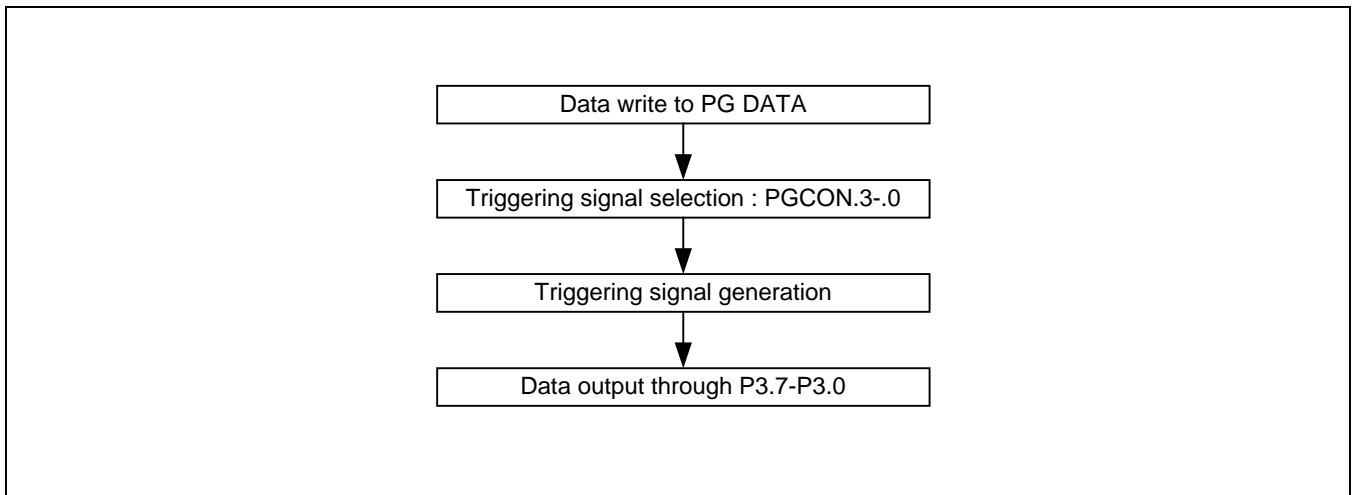 Data write to PG DATA
Triggering signal selection : PGCON.3-.0
Triggering signal generation
Data output through P3.7-P3.0